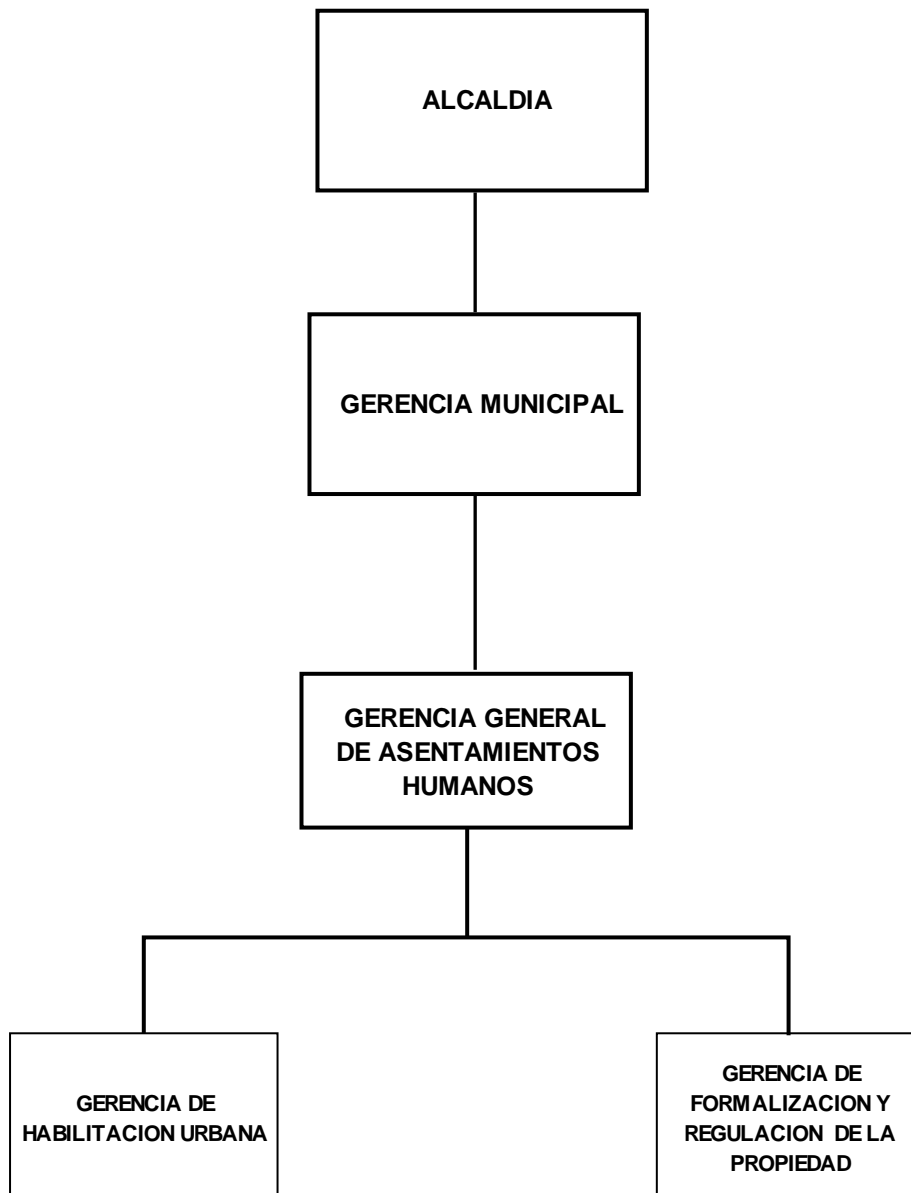 ALCALDIA
GERENCIA MUNICIPAL
GERENCIA GENERAL
DE ASENTAMIENTOS
HUMANOS
GERENCIA DE
HABILITACION URBANA
GERENCIA DE
FORMALIZACION Y
REGULACION DE LA
PROPIEDAD